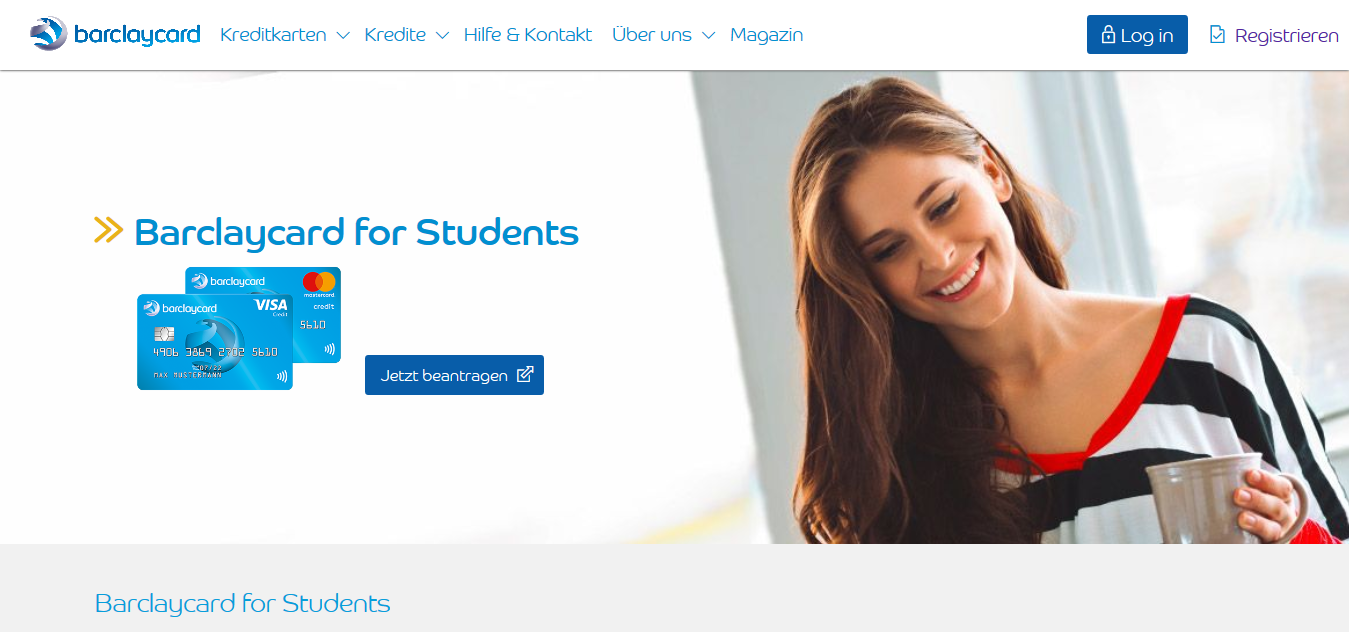 barclaycard Kreditkarten Kredite Hilfe & Kontakt Über uns Magazin Log in Registrieren
Barclaycard for Students
barclaycard
mastercard
credit
5610
barclaycard
VISA
Credit
4906 3869 2702 5610
07/22
MAX MUSTERMANN
Jetzt beantragen
Barclaycard for Students